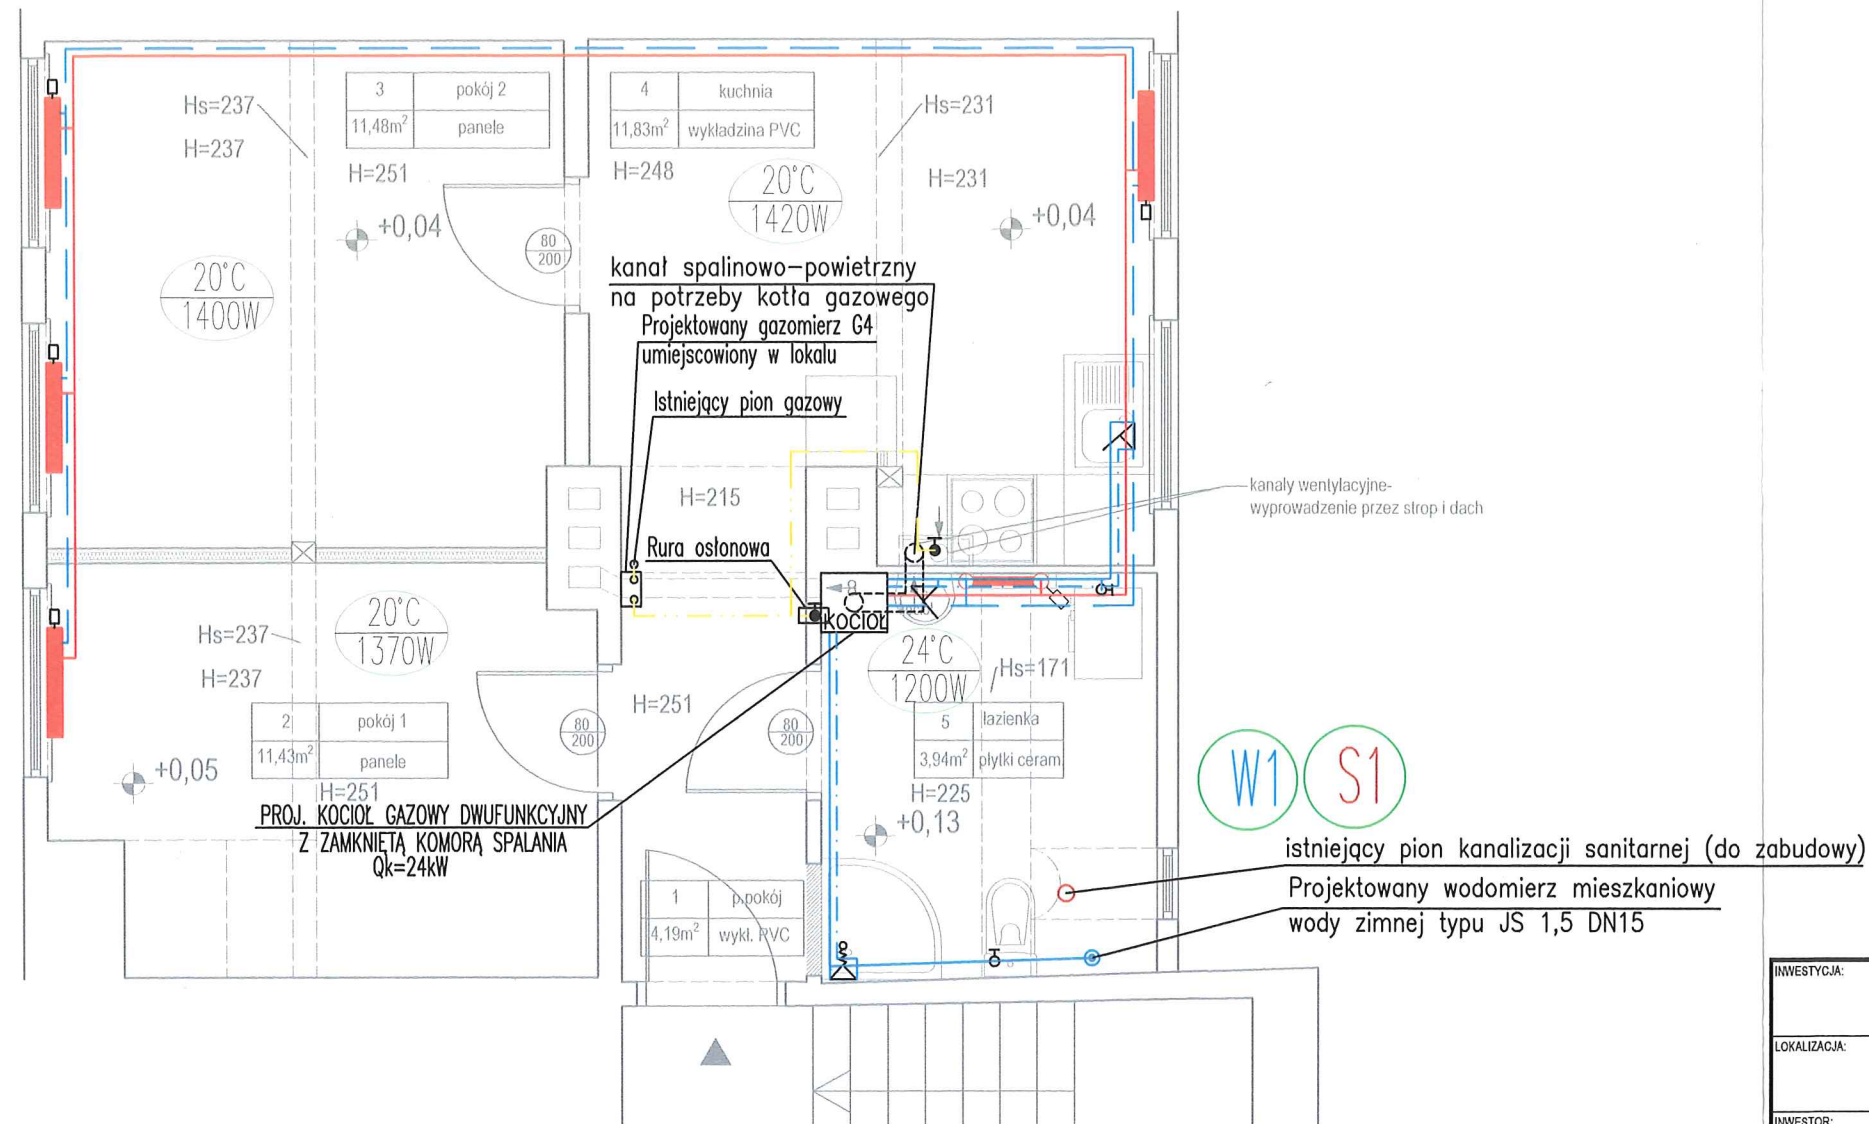 3 pokój 2
11,48m² panele
Hs=237
H=237
H=251
+0,04
20°C
1400W
80
200
4 kuchnia
11,83m² wykładzina PVC
H=248
Hs=231
H=231
20°C
1420W
+0,04
kanał spalinowo-powietrzny
na potrzeby kotła gazowego
Projektowany gazomierz G4
umiejscowiony w lokalu
Istniejący pion gazowy
H=215
Rura osłonowa
kanały wentylacyjne-
wyprowadzenie przez strop i dach
KOCIOŁ
20°C
1370W
Hs=237
H=237
2 pokój 1
11,43m² panele
H=251
+0,05
80
200
H=251
80
200
24°C
1200W
Hs=171
5 łazienka
3,94m² płytki ceram.
H=225
+0,13
PROJ. KOCIOŁ GAZOWY DWUFUNKCYJNY
Z ZAMKNIĘTĄ KOMORĄ SPALANIA
Qk=24kW
1 p.pokój
4,19m² wykł. PVC
W1
S1
istniejący pion kanalizacji sanitarnej (do zabudowy)
Projektowany wodomierz mieszkaniowy
wody zimnej typu JS 1,5 DN15
INWESTYCJA:
LOKALIZACJA:
INWESTOR: